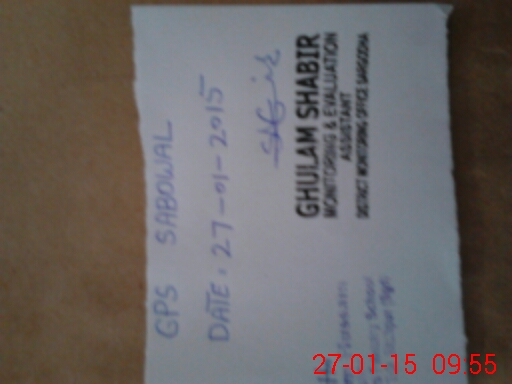 GPS SABOWAL
DATE: 27-01-2015
GHULAM SHABIR
MONITORING & EVALUATION
ASSISTANT
DISTRICT MONITORING OFFICE SARGODHA
School
27-01-15 09:55